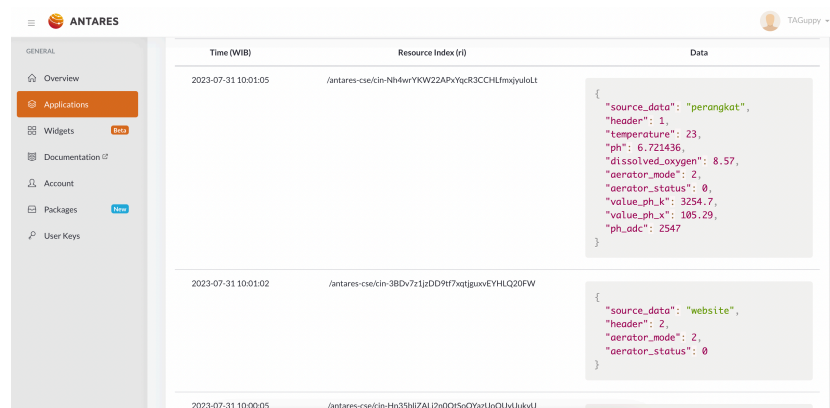 ANTARES
TAGuppy
GENERAL
Overview
Applications
Widgets Beta
Documentation
Account
Packages New
User Keys
Time (WIB) Resource Index (ri) Data
2023-07-31 10:01:05 /antares-cse/cin-Nh4wrYKW22APxYqcR3CCHLfmxjyuloLt
{
"source_data": "perangkat",
"header": 1,
"temperature": 23,
"ph": 6.721436,
"dissolved_oxygen": 8.57,
"aerator_mode": 2,
"aerator_status": 0,
"value_ph_k": 3254.7,
"value_ph_x": 105.29,
"ph_adc": 2547
}
2023-07-31 10:01:02 /antares-cse/cin-3BDv7z1jzDD9tf7xqtjguxvEYHLQ20FW
{
"source_data": "website",
"header": 2,
"aerator_mode": 2,
"aerator_status": 0
}
2023-07-31 10:00:05